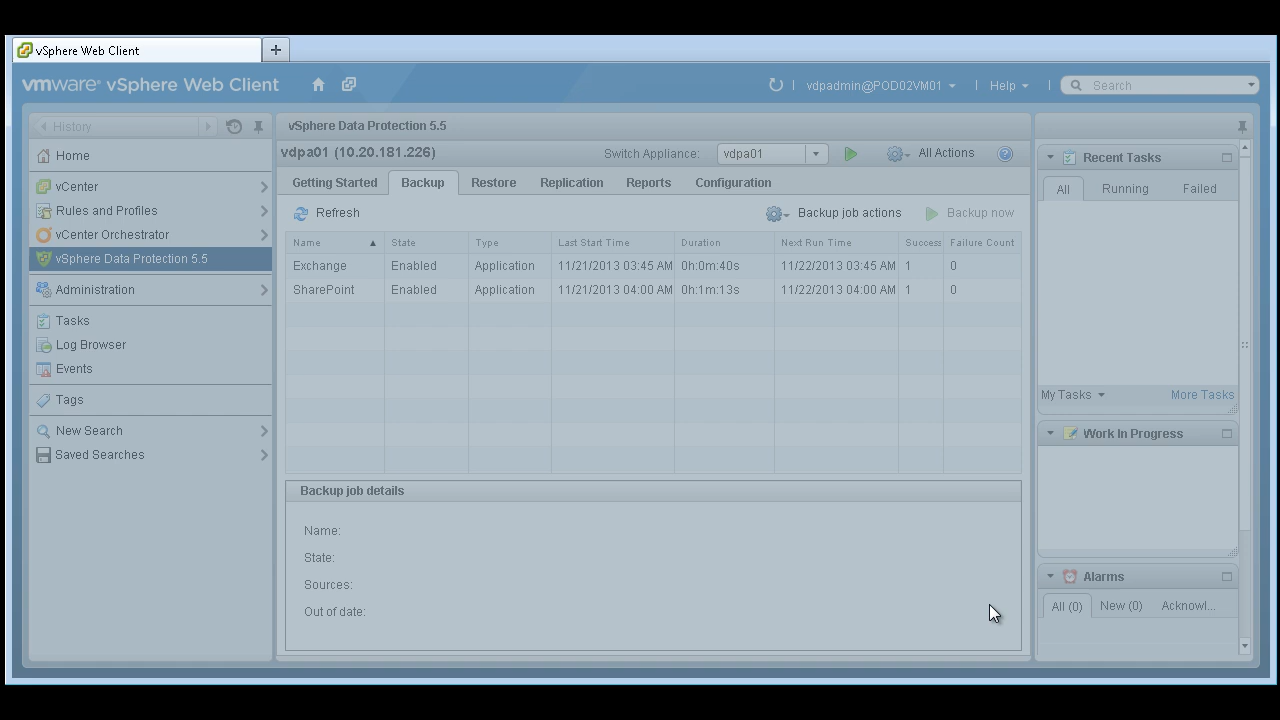 vSphere Web Client
vmware® vSphere Web Client
vdpadmin@POD02VM01
Help
Search
History
Home
vCenter
Rules and Profiles
vCenter Orchestrator
vSphere Data Protection 5.5
Administration
Tasks
Log Browser
Events
Tags
New Search
Saved Searches
vSphere Data Protection 5.5
vdpa01 (10.20.181.226)
Switch Appliance: vdpa01
All Actions
Getting Started Backup Restore Replication Reports Configuration
Refresh
Backup job actions
Backup now
Name State Type Last Start Time Duration Next Run Time Success Failure Count
Exchange Enabled Application 11/21/2013 03:45 AM 0h:0m:40s 11/22/2013 03:45 AM 1 0
SharePoint Enabled Application 11/21/2013 04:00 AM 0h:1m:13s 11/22/2013 04:00 AM 1 0
Backup job details
Name:
State:
Sources:
Out of date:
Recent Tasks
All Running Failed
My Tasks More Tasks
Work In Progress
Alarms
All (0) New (0) Acknowl...